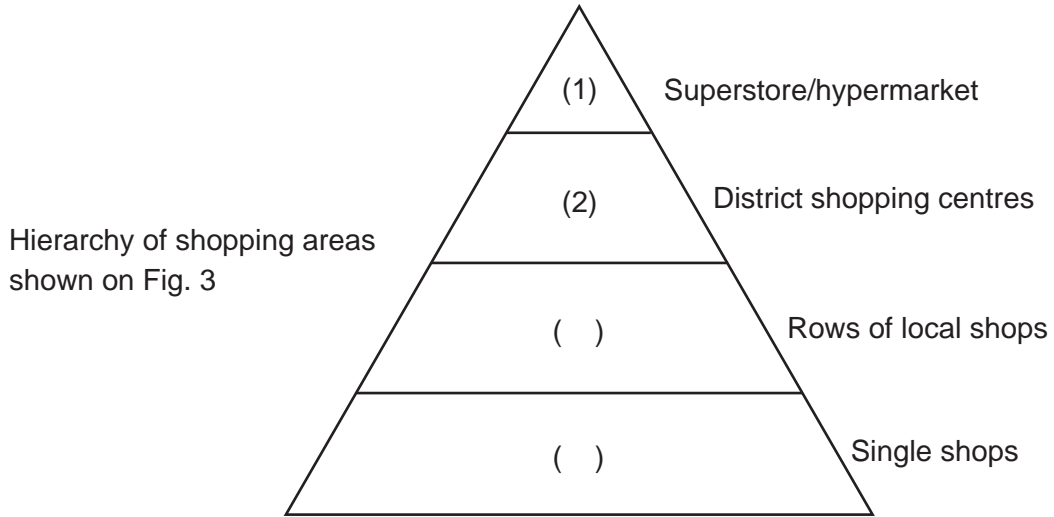 (1)
Superstore/hypermarket
(2)
District shopping centres
Hierarchy of shopping areas
shown on Fig. 3
( )
Rows of local shops
( )
Single shops